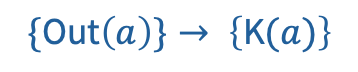 {Out(𝑎)} → {K(𝑎)}